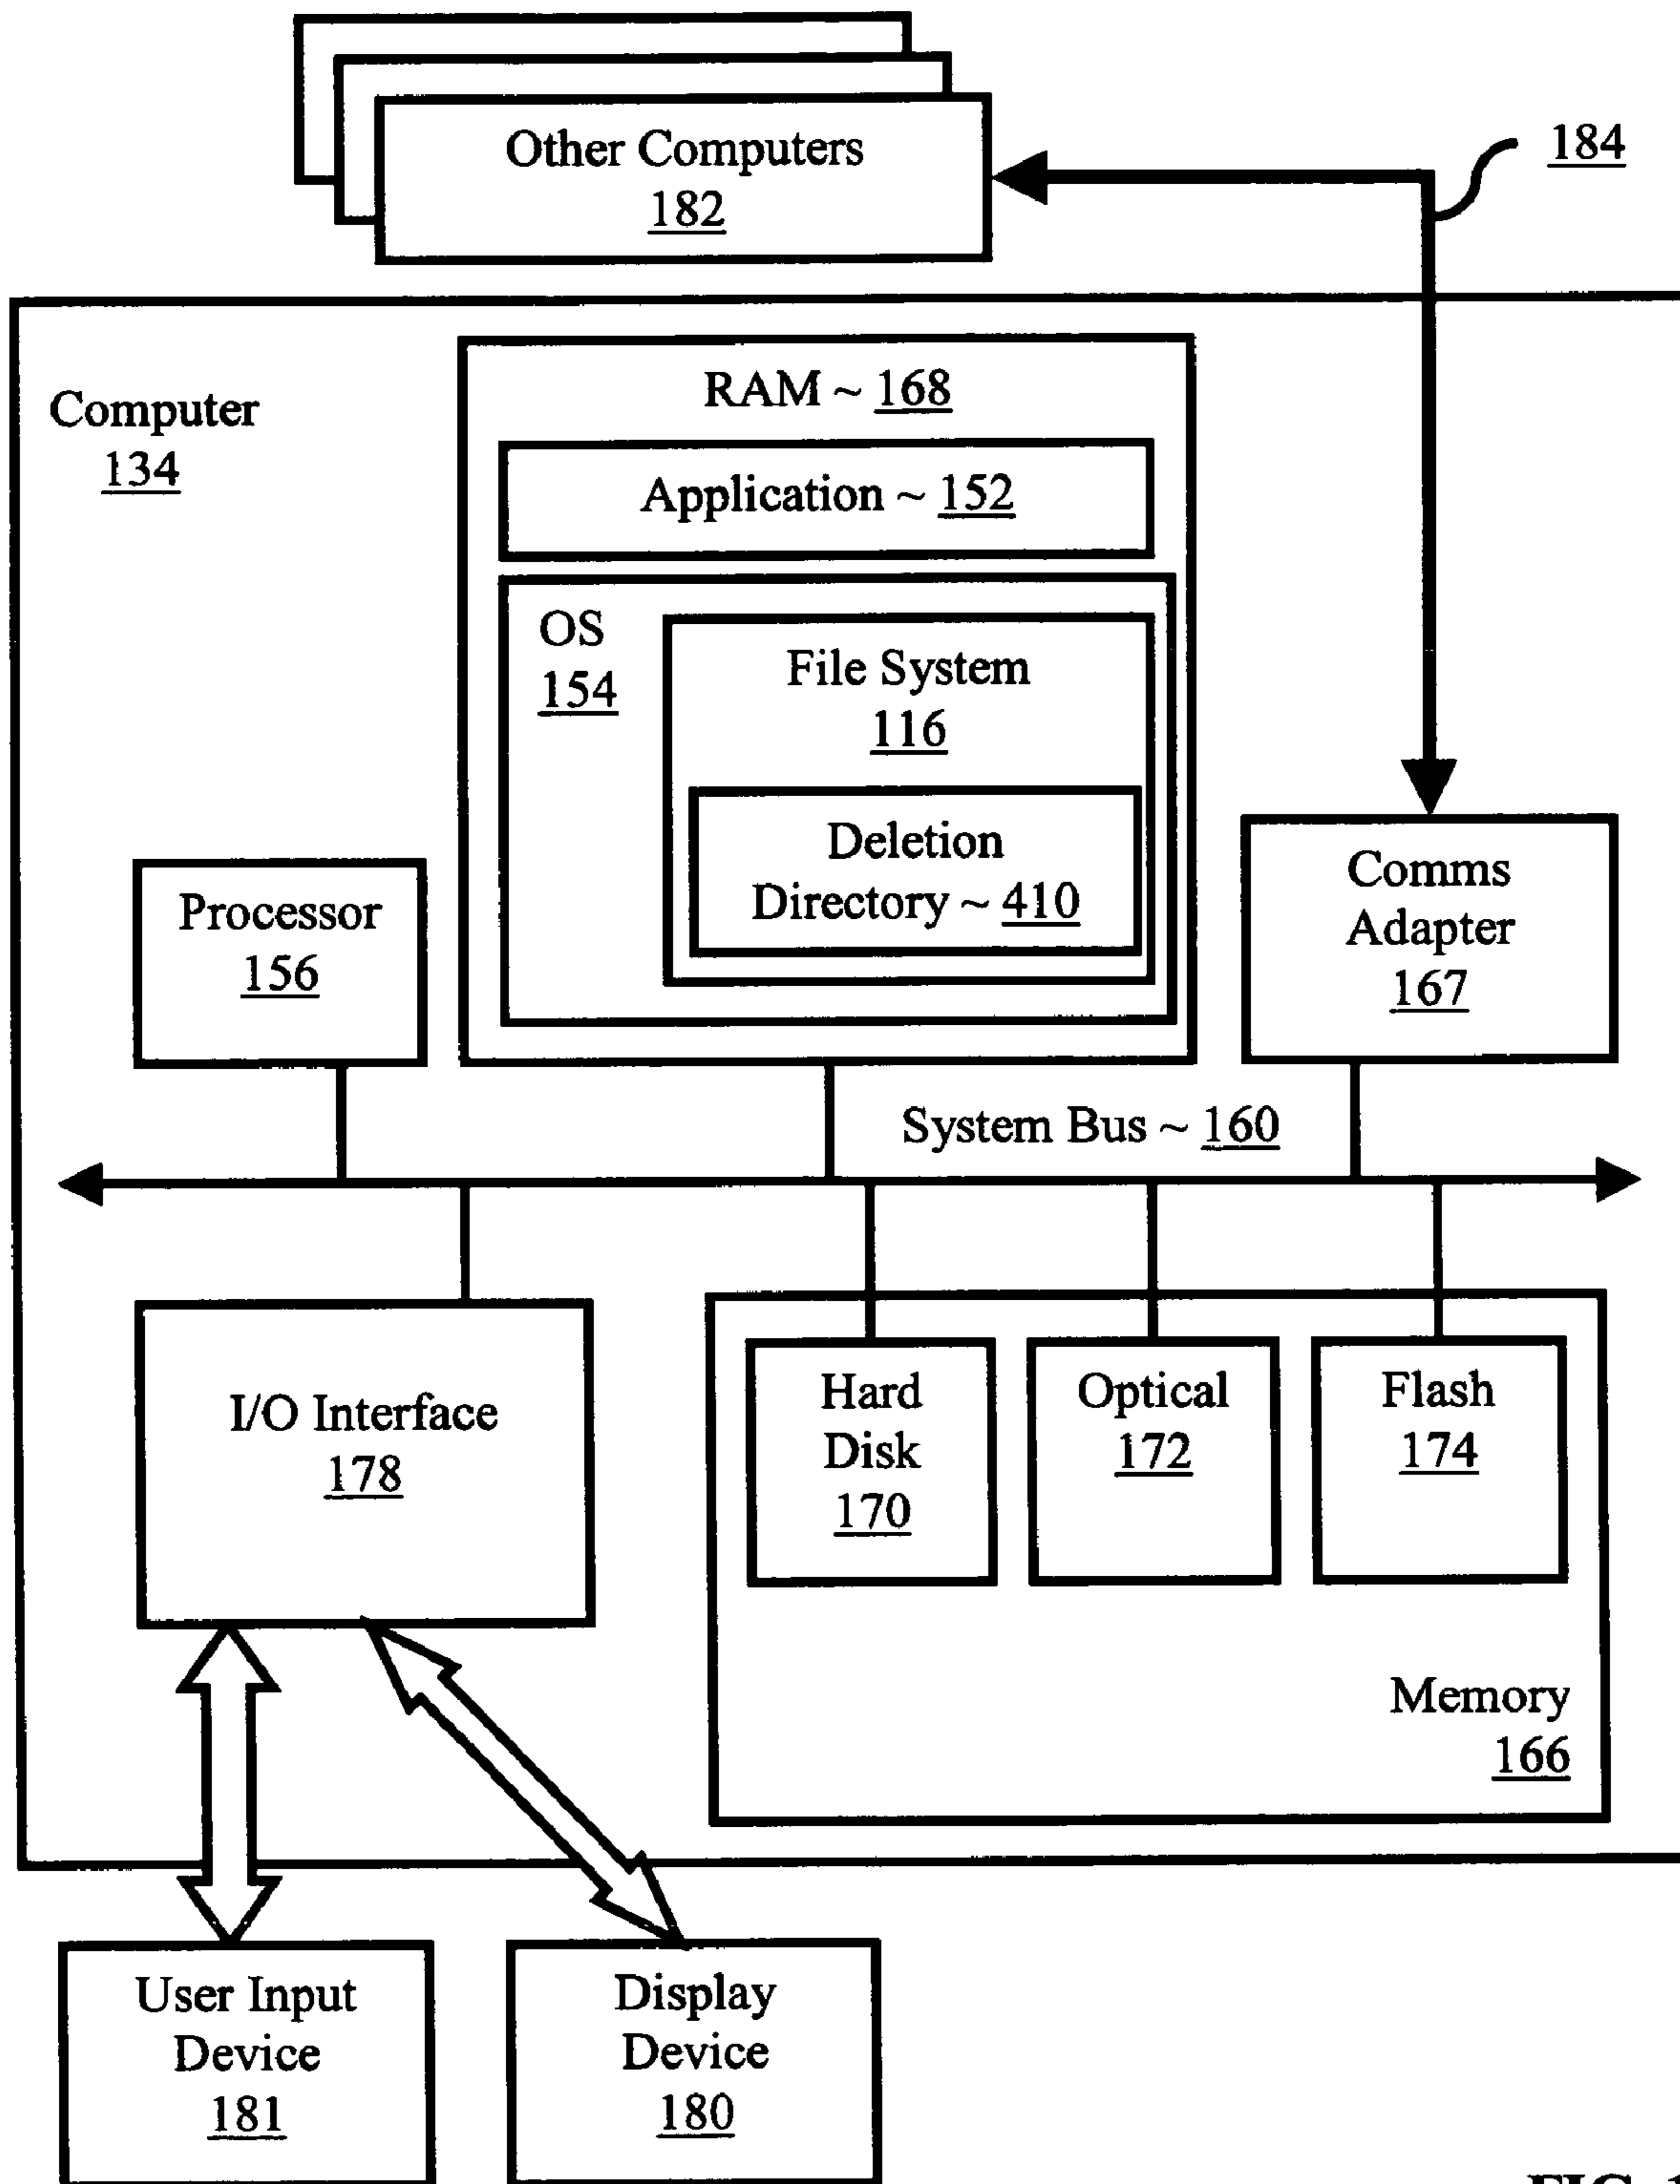 Other Computers
182
184
Computer
134
RAM ~ 168
Application ~ 152
OS
154
File System
116
Deletion
Directory ~ 410
Processor
156
Comms
Adapter
167
System Bus ~ 160
I/O Interface
178
Hard
Disk
170
Optical
172
Flash
174
Memory
166
User Input
Device
181
Display
Device
180